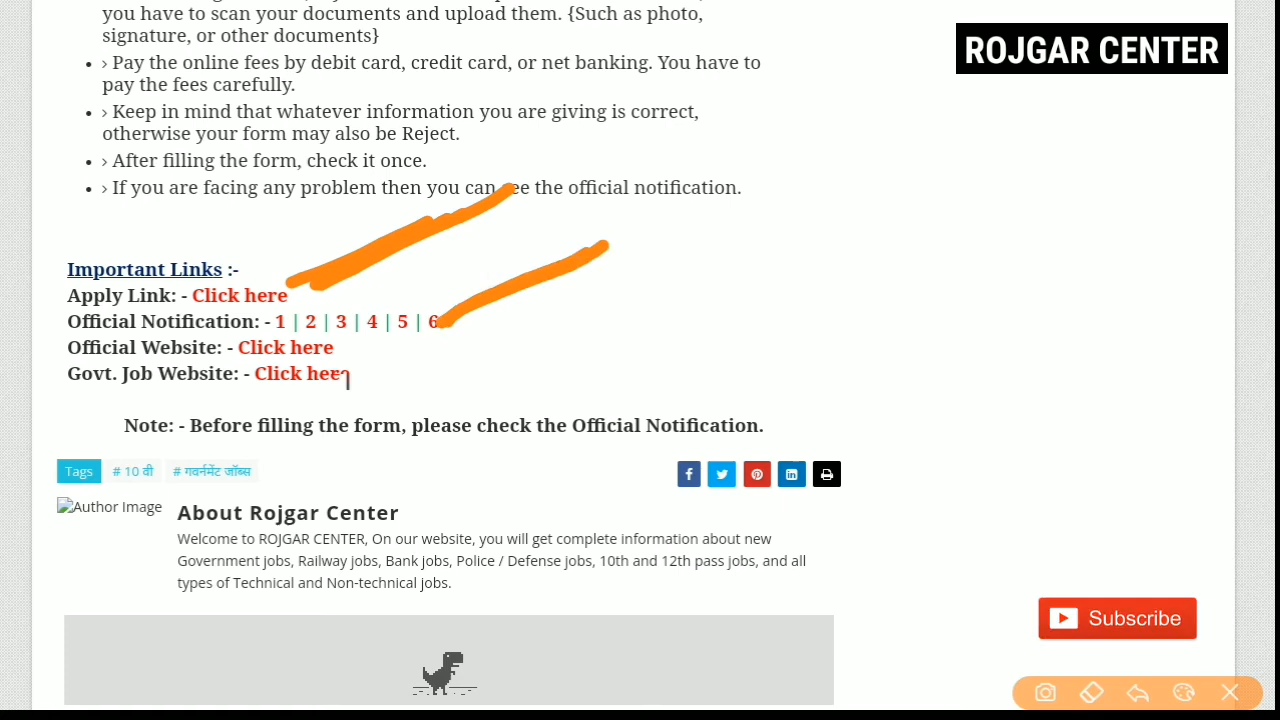 you have to scan your documents and upload them. {Such as photo,
signature, or other documents}
› Pay the online fees by debit card, credit card, or net banking. You have to
pay the fees carefully.
› Keep in mind that whatever information you are giving is correct,
otherwise your form may also be Reject.
› After filling the form, check it once.
› If you are facing any problem then you can see the official notification.
ROJGAR CENTER
Important Links :-
Apply Link: - Click here
Official Notification: - 1 | 2 | 3 | 4 | 5 | 6
Official Website: - Click here
Govt. Job Website: - Click here
Note: - Before filling the form, please check the Official Notification.
Tags # 10 वी # गवर्नमेंट जॉब्स
Author Image
About Rojgar Center
Welcome to ROJGAR CENTER, On our website, you will get complete information about new
Government jobs, Railway jobs, Bank jobs, Police / Defense jobs, 10th and 12th pass jobs, and all
types of Technical and Non-technical jobs.
Subscribe